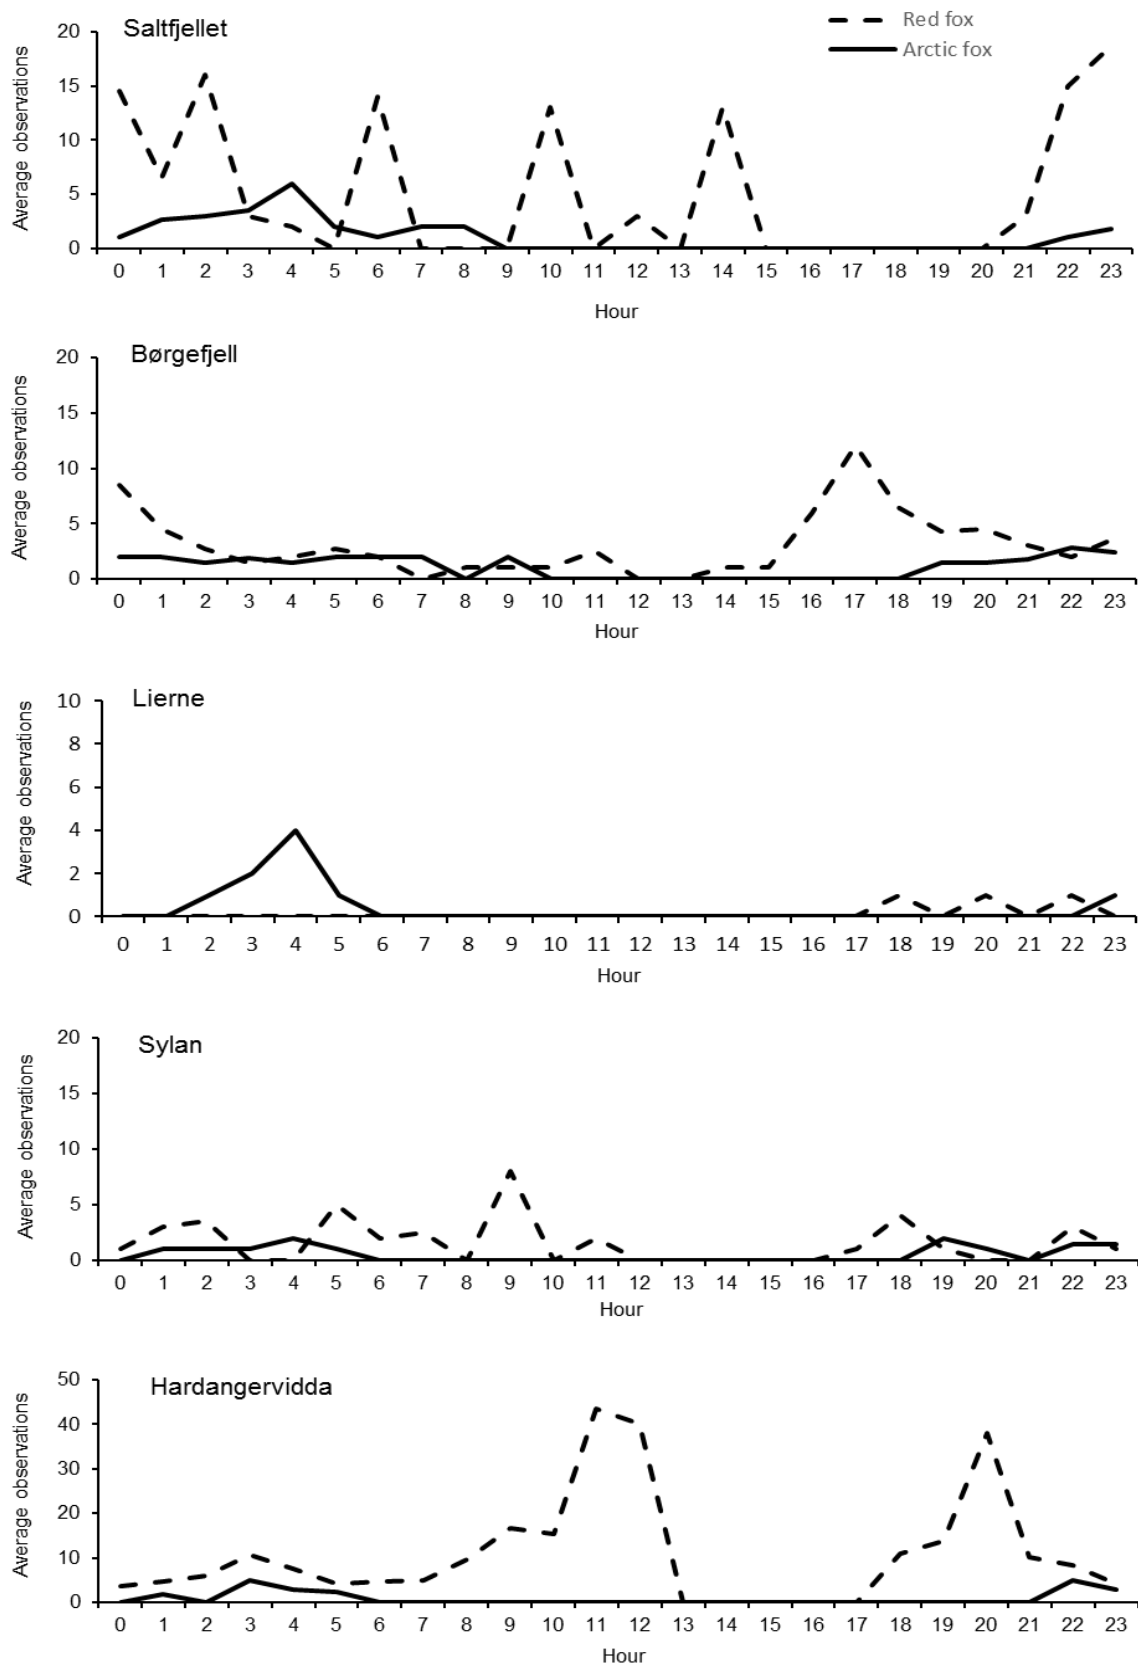 Saltfjellet
Red fox
Arctic fox
Average observations
20
15
10
5
0
0 1 2 3 4 5 6 7 8 9 10 11 12 13 14 15 16 17 18 19 20 21 22 23
Hour
Børgefjell
Average observations
20
15
10
5
0
0 1 2 3 4 5 6 7 8 9 10 11 12 13 14 15 16 17 18 19 20 21 22 23
Hour
Lierne
Average observations
10
8
6
4
2
0
0 1 2 3 4 5 6 7 8 9 10 11 12 13 14 15 16 17 18 19 20 21 22 23
Hour
Sylan
Average observations
20
15
10
5
0
0 1 2 3 4 5 6 7 8 9 10 11 12 13 14 15 16 17 18 19 20 21 22 23
Hour
Hardangervidda
Average observations
50
40
30
20
10
0
0 1 2 3 4 5 6 7 8 9 10 11 12 13 14 15 16 17 18 19 20 21 22 23
Hour